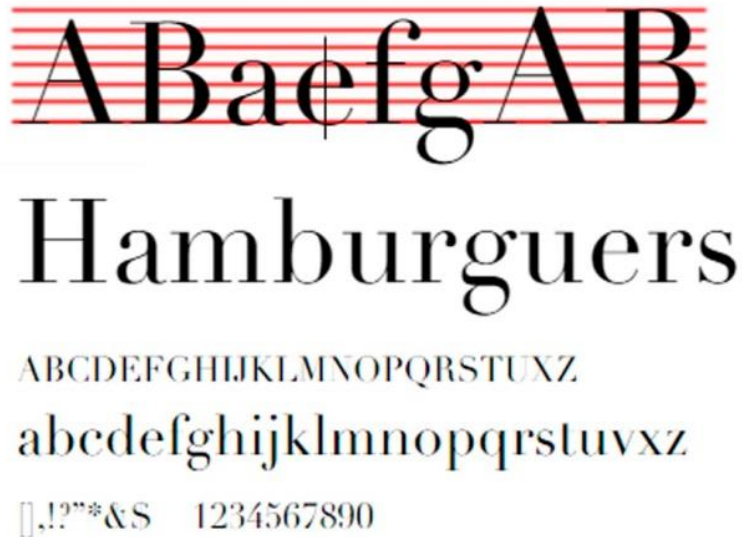 ABaefgAB
Hamburguers
ABCDEFGHIJKLMNOPQRSTUXZ
abcdefghijklmnopqrstuvxz
[],!?”*&S 1234567890